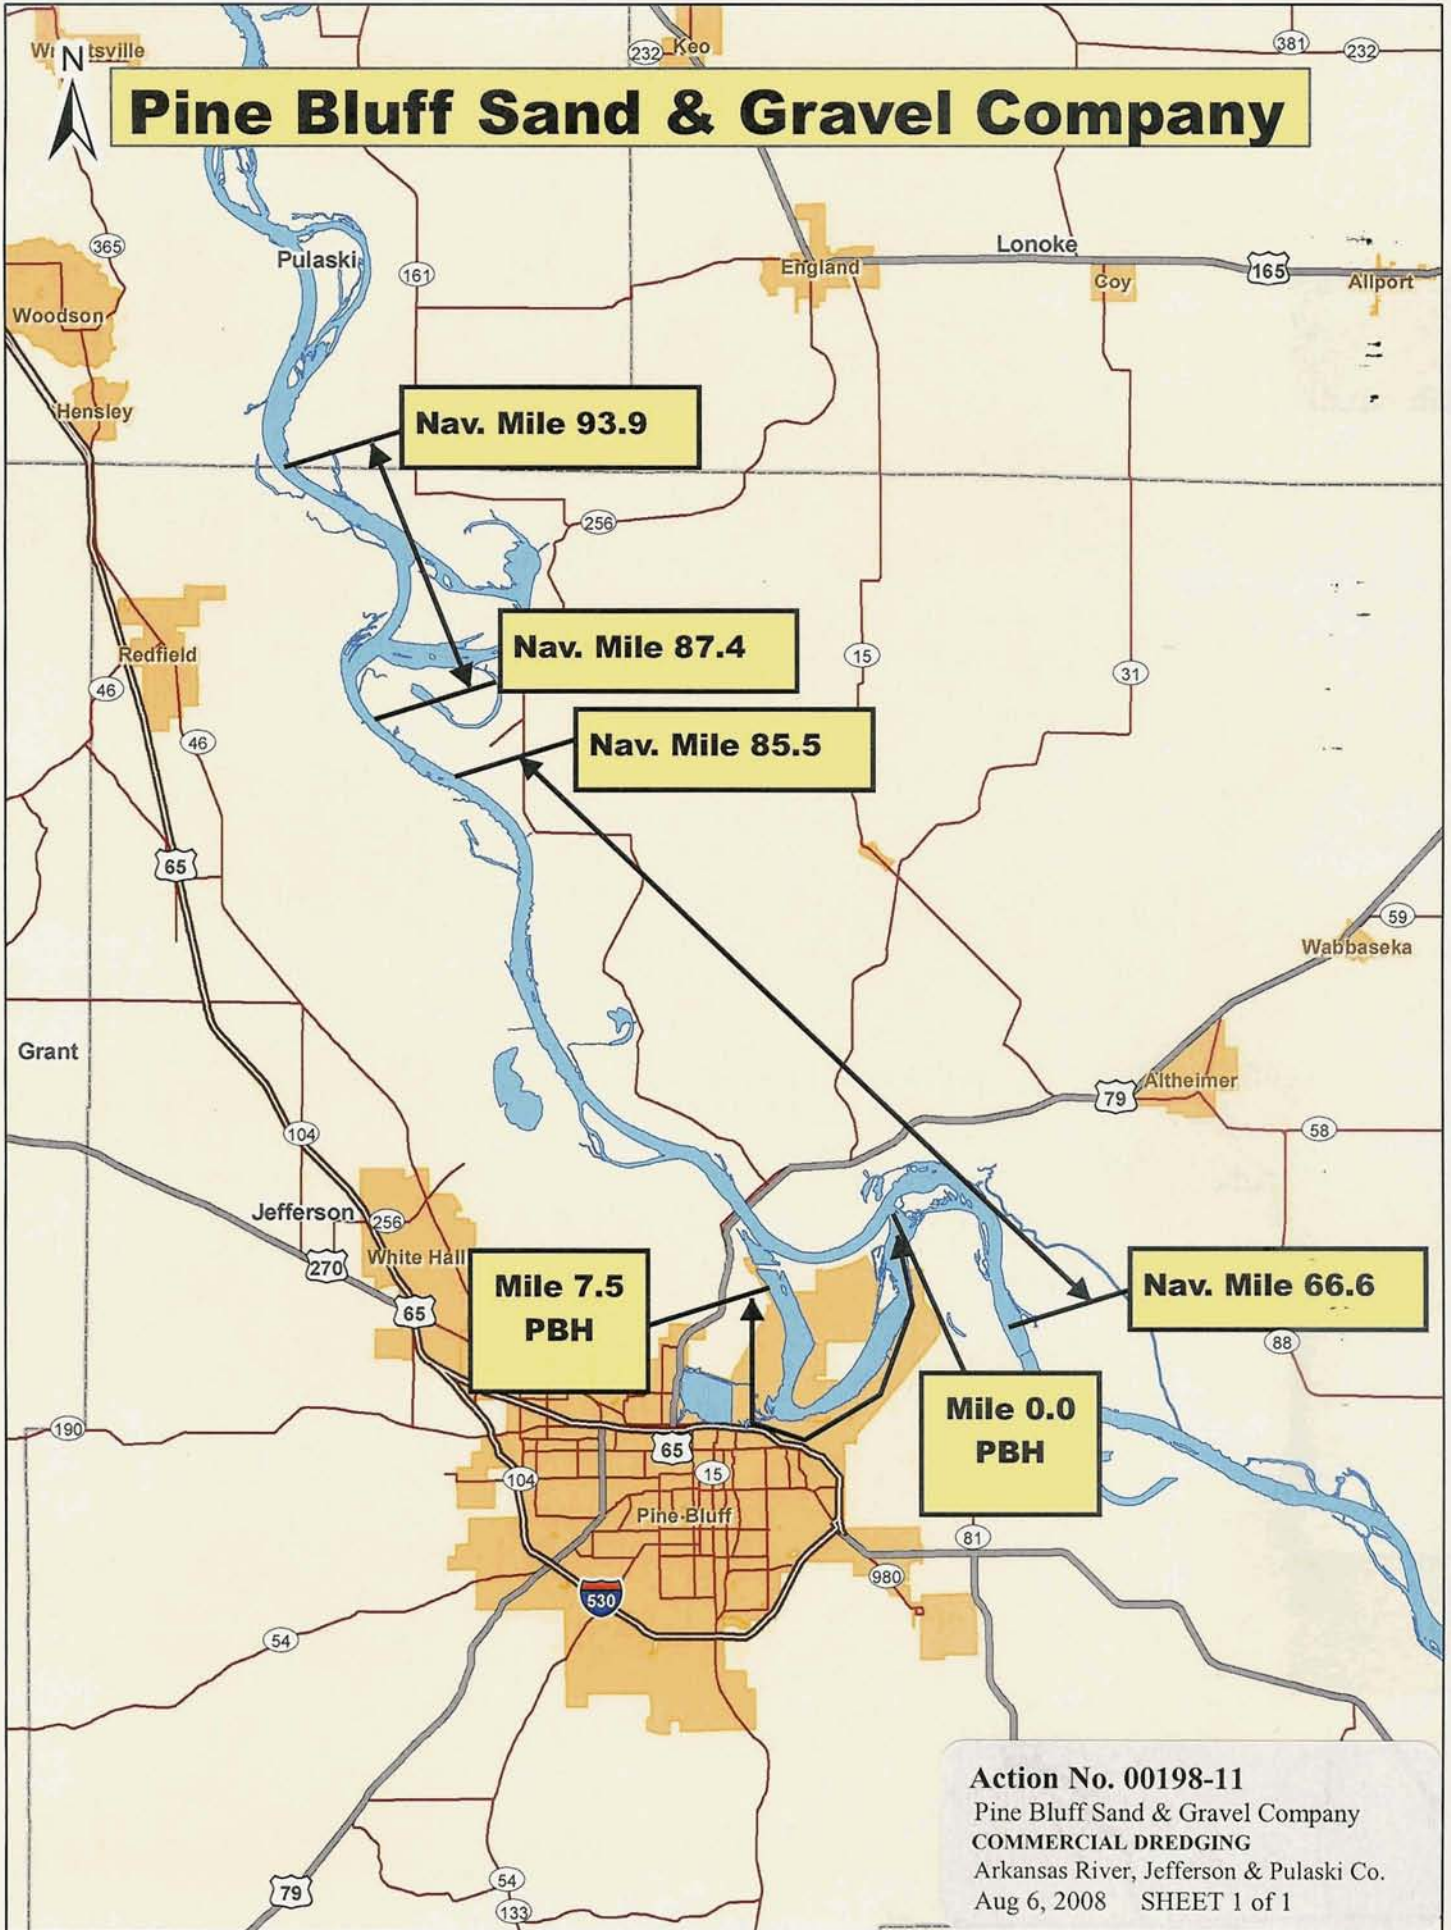 Wr
tsville
N
232
Keo
381
232
Pine Bluff Sand & Gravel Company
365
Pulaski
161
England
Lonoke
Coy
165
Allport
Woodson
Hensley
Nav. Mile 93.9
256
Redfield
46
46
Nav. Mile 87.4
15
31
Nav. Mile 85.5
65
59
Wabbaseka
Grant
79
Altheimer
104
58
Jefferson
256
270
White Hall
65
Mile 7.5
PBH
Nav. Mile 66.6
88
Mile 0.0
PBH
190
65
104
15
Pine Bluff
81
980
530
54
79
54
133
Action No. 00198-11
Pine Bluff Sand & Gravel Company
COMMERCIAL DREDGING
Arkansas River, Jefferson & Pulaski Co.
Aug 6, 2008 SHEET 1 of 1